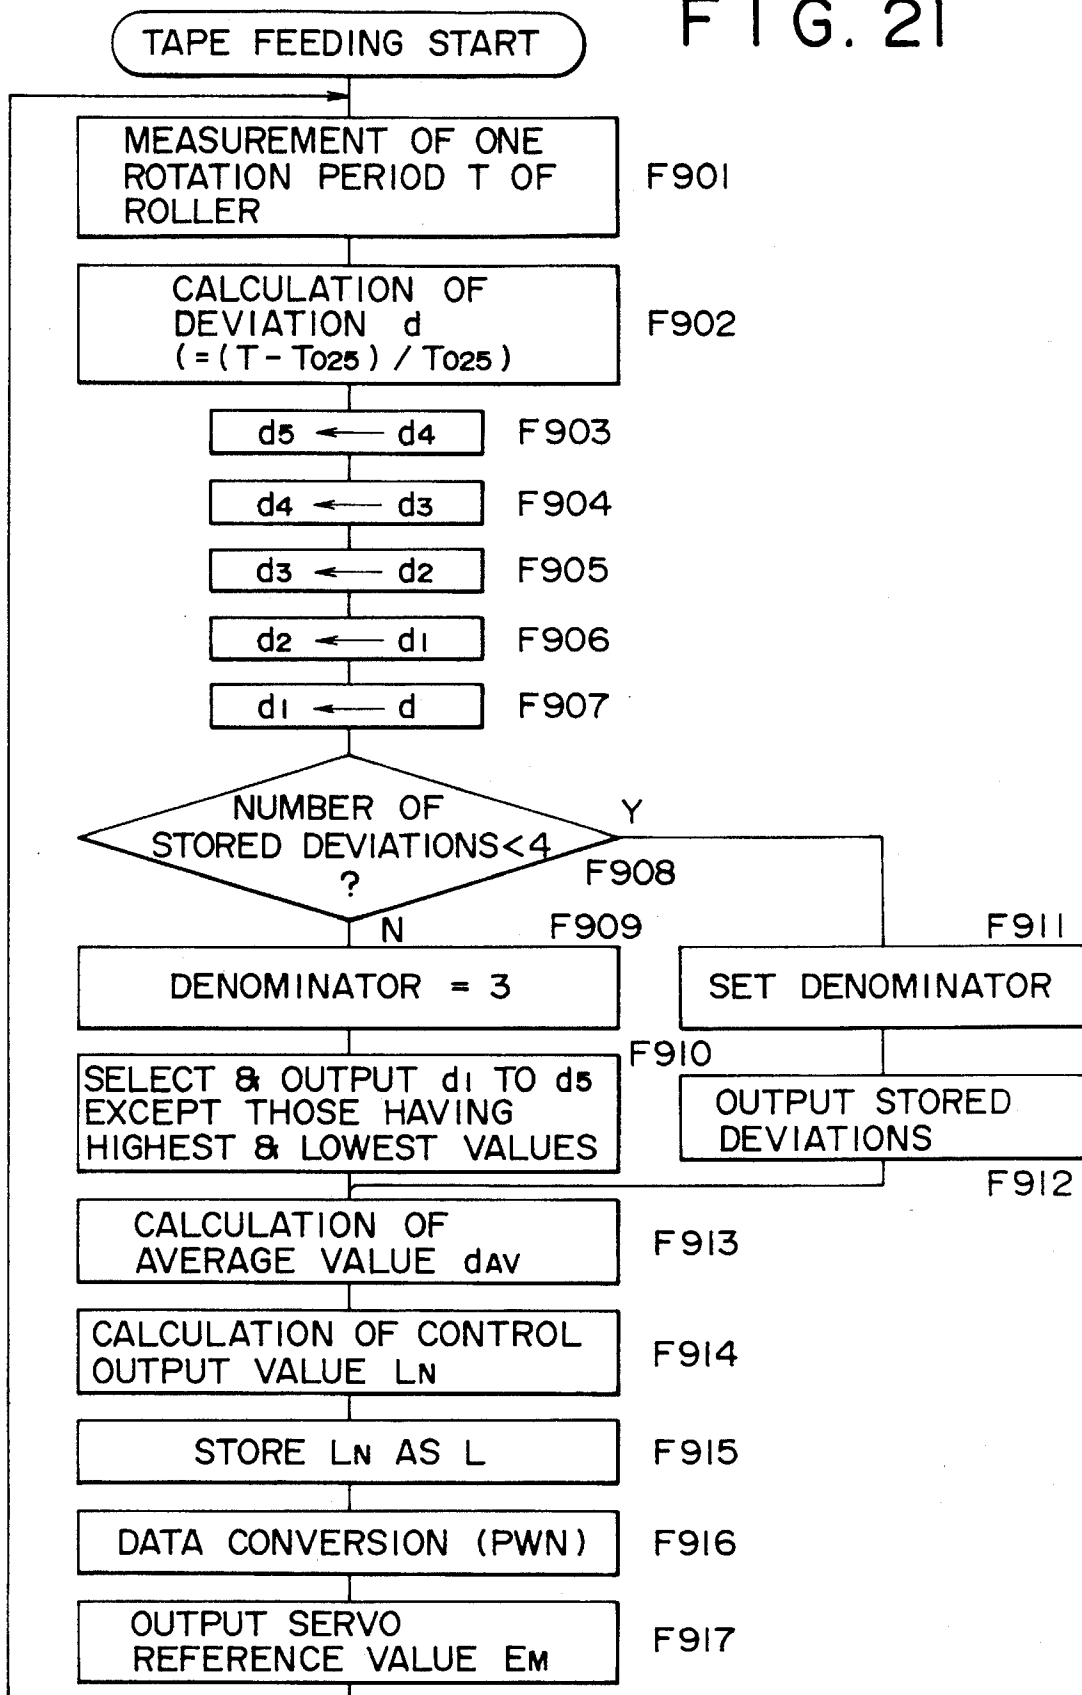 FIG. 21
TAPE FEEDING START
MEASUREMENT OF ONE
ROTATION PERIOD T OF
ROLLER
F901
CALCULATION OF
DEVIATION d
(=(T-T025)/T025)
F902
d5 ← d4
F903
d4 ← d3
F904
d3 ← d2
F905
d2 ← d1
F906
d1 ← d
F907
NUMBER OF
STORED DEVIATIONS<4
?
F908
Y
N
F909
DENOMINATOR = 3
F911
SET DENOMINATOR
F910
SELECT & OUTPUT d1 TO d5
EXCEPT THOSE HAVING
HIGHEST & LOWEST VALUES
OUTPUT STORED
DEVIATIONS
F912
CALCULATION OF
AVERAGE VALUE dAV
F913
CALCULATION OF CONTROL
OUTPUT VALUE LN
F914
STORE LN AS L
F915
DATA CONVERSION (PWN)
F916
OUTPUT SERVO
REFERENCE VALUE EM
F917